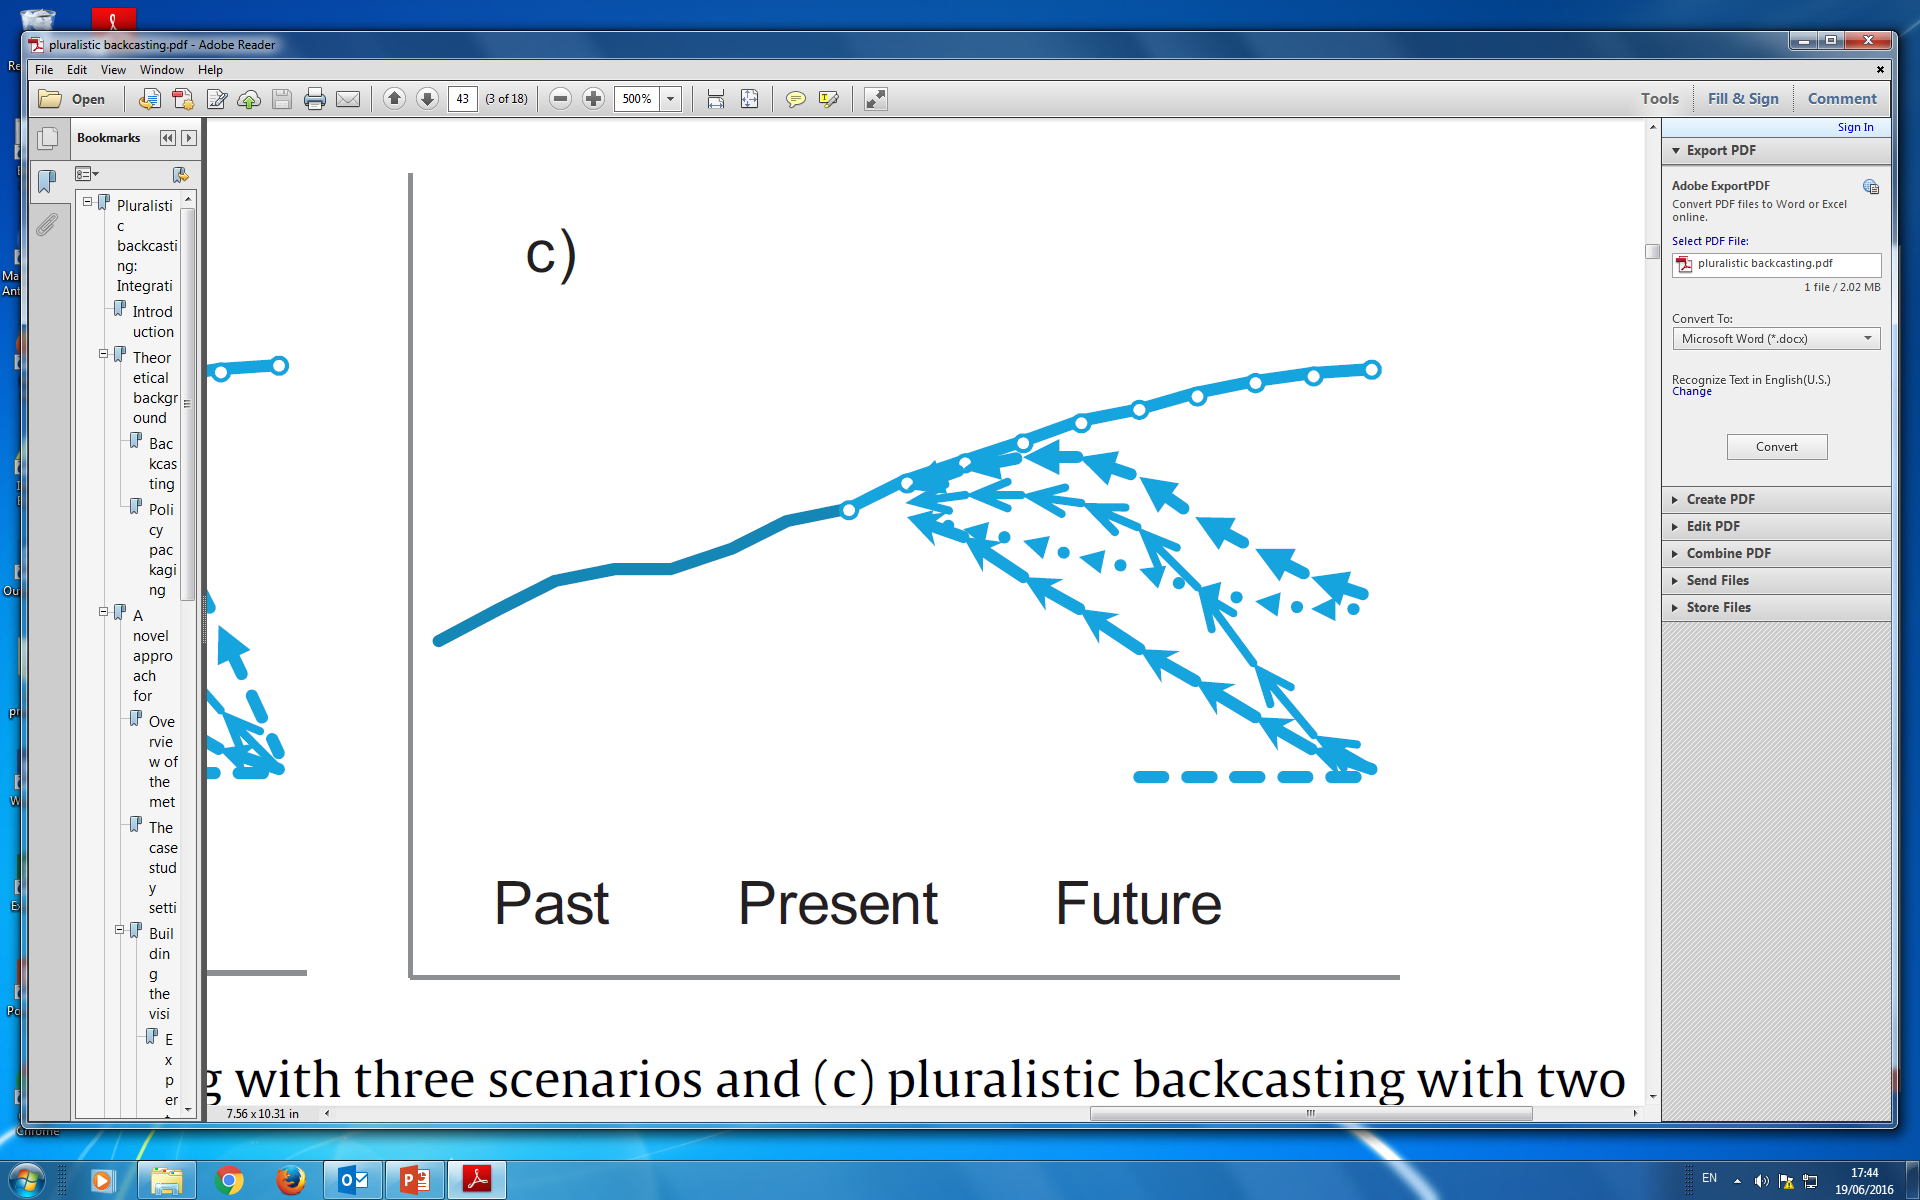 pluralistic backcasting.pdf - Adobe Reader
File Edit View Window Help
Open
43 (3 of 18)
500%
Tools
Fill & Sign
Comment
Bookmarks
Pluralisti
c
backcasti
ng:
Integrati
Introd
uction
Theor
etical
backgr
ound
Bac
kcas
ting
Poli
cy
pac
kagi
ng
A
novel
appro
ach
for
Ove
rvie
w of
the
met
The
case
stud
y
setti
Buil
din
g
the
visi
E
x
p
er
c)
Past Present Future
g with three scenarios and (c) pluralistic backcasting with two
7.56 x 10.31 in
Sign In
Export PDF
Adobe ExportPDF
Convert PDF files to Word or Excel
online.
Select PDF File:
pluralistic backcasting.pdf
1 file / 2.02 MB
Convert To:
Microsoft Word (*.docx)
Recognize Text in English(U.S.)
Change
Convert
Create PDF
Edit PDF
Combine PDF
Send Files
Store Files
Chrome
EN
17:44
19/06/2016